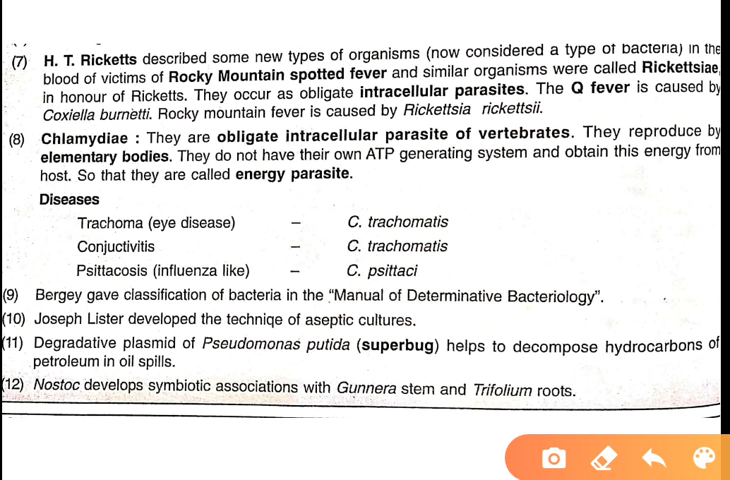 (7) H. T. Ricketts described some new types of organisms (now considered a type of bacteria) in the
blood of victims of Rocky Mountain spotted fever and similar organisms were called Rickettsiae,
in honour of Ricketts. They occur as obligate intracellular parasites. The Q fever is caused by
Coxiella burnetti. Rocky mountain fever is caused by Rickettsia rickettsii.
(8) Chlamydiae : They are obligate intracellular parasite of vertebrates. They reproduce by
elementary bodies. They do not have their own ATP generating system and obtain this energy from
host. So that they are called energy parasite.
Diseases
Trachoma (eye disease) – C. trachomatis
Conjuctivitis – C. trachomatis
Psittacosis (influenza like) – C. psittaci
(9) Bergey gave classification of bacteria in the "Manual of Determinative Bacteriology".
(10) Joseph Lister developed the techniqe of aseptic cultures.
(11) Degradative plasmid of Pseudomonas putida (superbug) helps to decompose hydrocarbons of
petroleum in oil spills.
(12) Nostoc develops symbiotic associations with Gunnera stem and Trifolium roots.